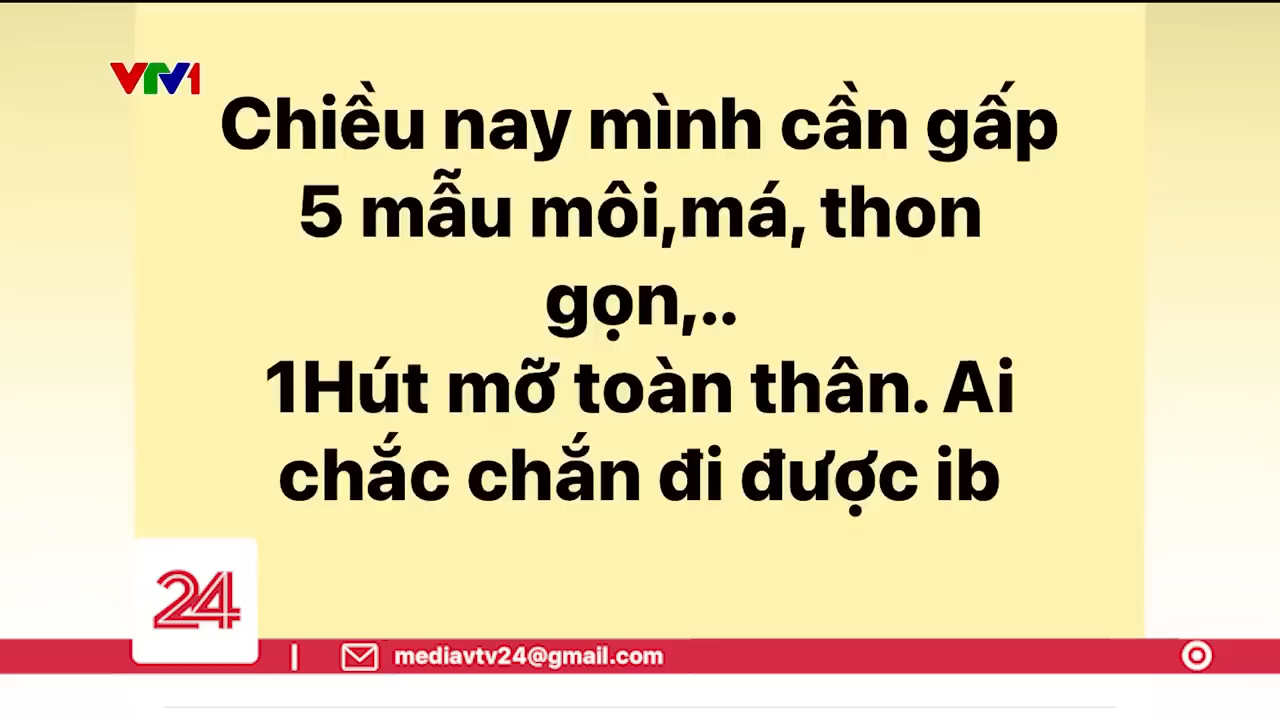 VTV1
Chiều nay mình cần gấp
5 mẫu môi,má, thon
gọn,..
1Hút mỡ toàn thân. Ai
chắc chắn đi được ib
24
mediavtv24@gmail.com